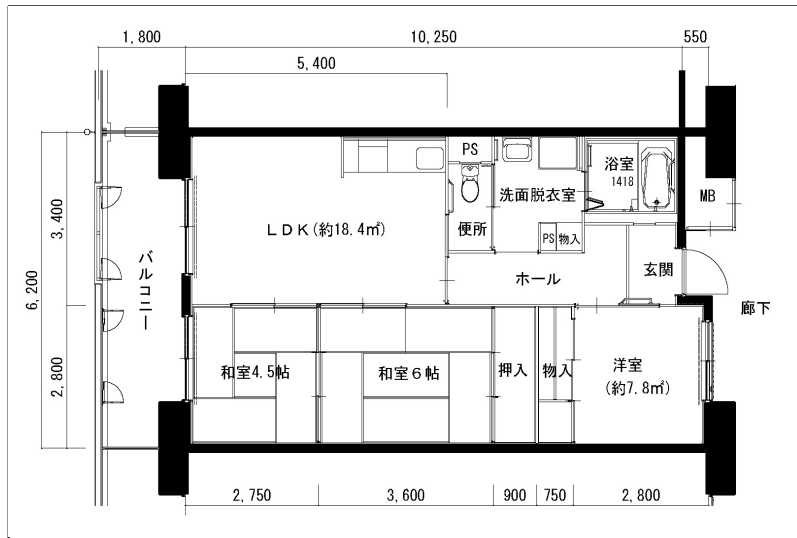 1,800
10,250
550
5,400
PS
浴室
1418
洗面脱衣室
MB
便所
LDK(約18.4㎡)
PS
物入
3,400
6,200
バルコニー
ホール
玄関
廊下
2,800
和室4.5帖
和室6帖
押入
物入
洋室
(約7.8㎡)
2,750
3,600
900
750
2,800